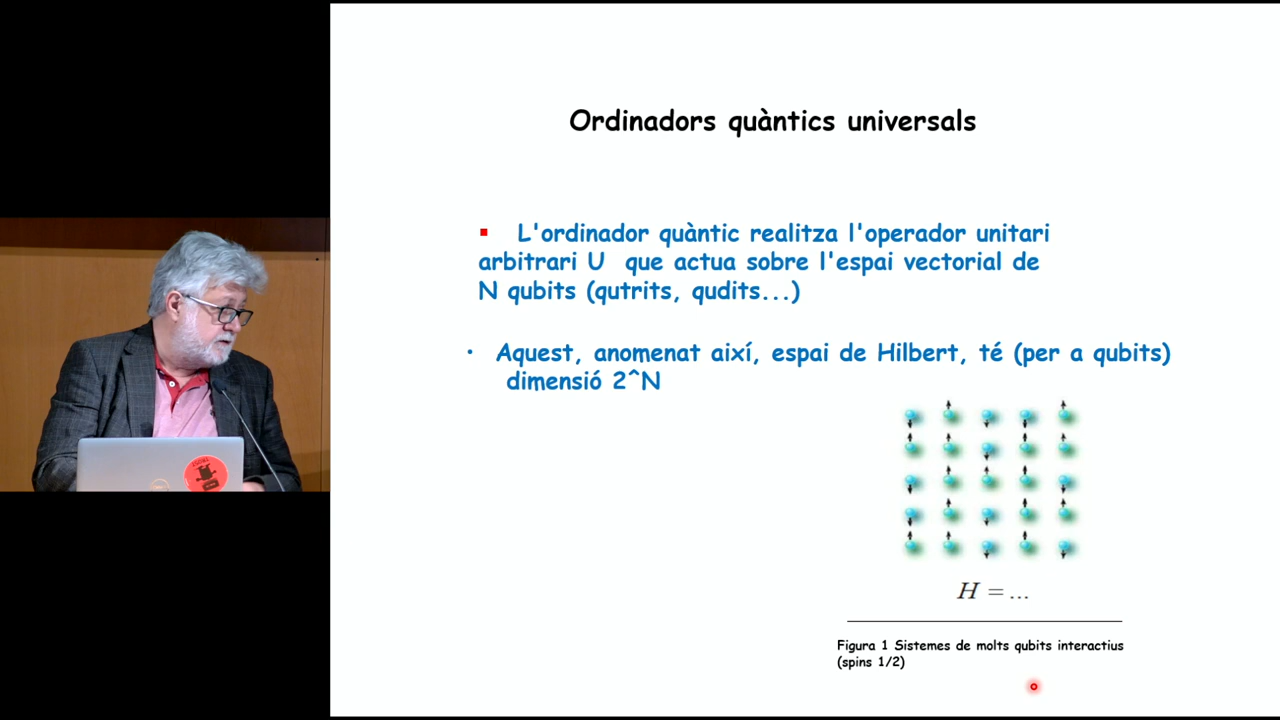 Ordinadors quàntics universals
L'ordinador quàntic realitza l'operador unitari
arbitrari U que actua sobre l'espai vectorial de
N qubits (qutrits, qudits...)
• Aquest, anomenat així, espai de Hilbert, té (per a qubits)
dimensió 2^N
H = ...
Figura 1 Sistemes de molts qubits interactius
(spins 1/2)